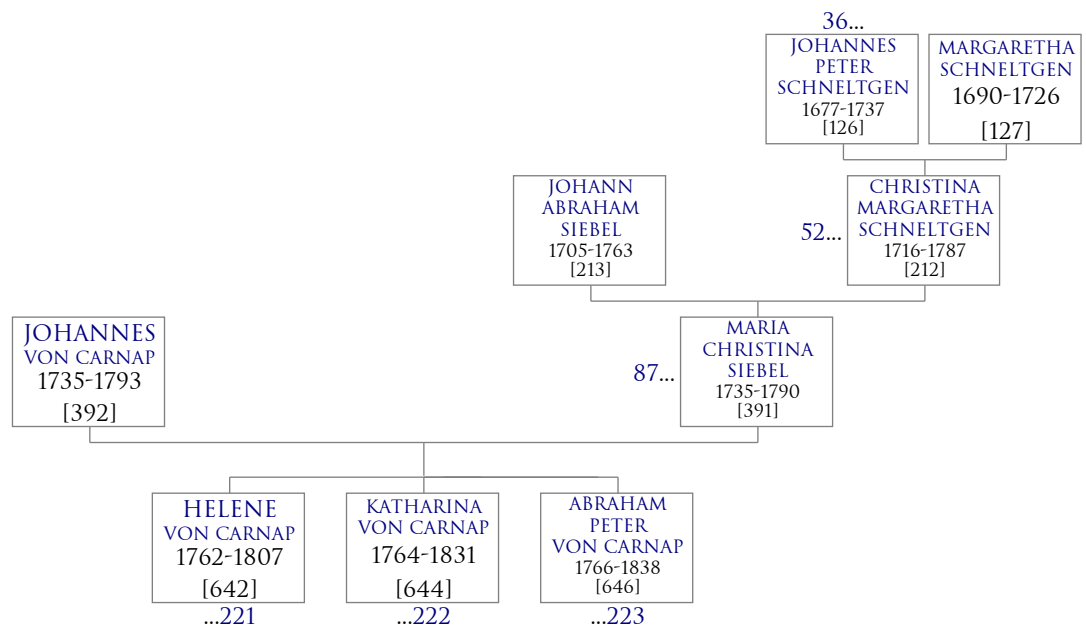 36...
JOHANNES
PETER
SCHNELTGEN
1677-1737
[126]
MARGARETHA
SCHNELTGEN
1690-1726
[127]
JOHANN
ABRAHAM
SIEBEL
1705-1763
[213]
52...
CHRISTINA
MARGARETHA
SCHNELTGEN
1716-1787
[212]
JOHANNES
VON CARNAP
1735-1793
[392]
87...
MARIA
CHRISTINA
SIEBEL
1735-1790
[391]
HELENE
VON CARNAP
1762-1807
[642]
...221
KATHARINA
VON CARNAP
1764-1831
[644]
...222
ABRAHAM
PETER
VON CARNAP
1766-1838
[646]
...223